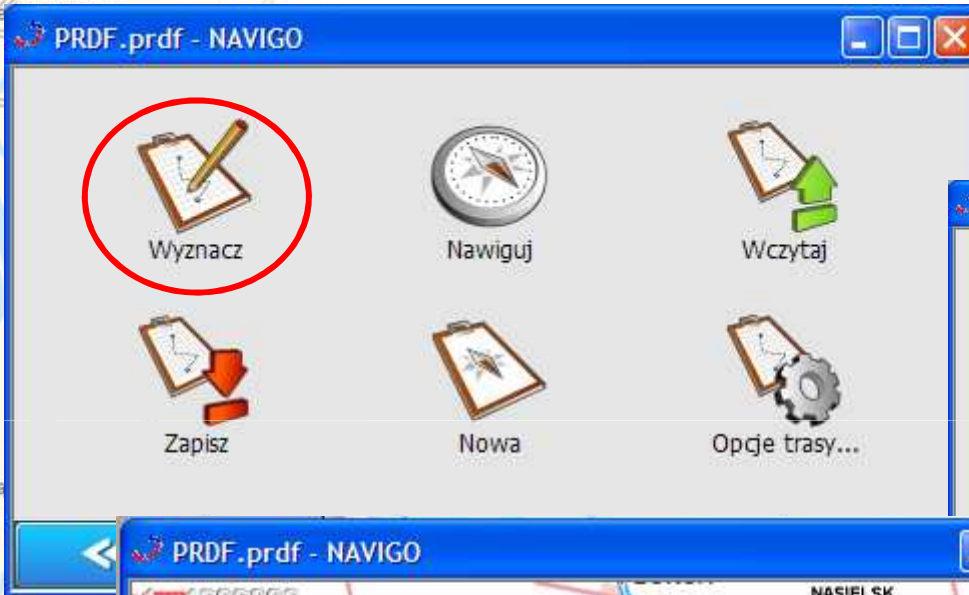 PRDF.prdf - NAVIGO
Wyznacz
Nawiguj
Wczytaj
Zapisz
Nowa
Opcje trasy...
PRDF.prdf - NAVIGO
NASIELSK